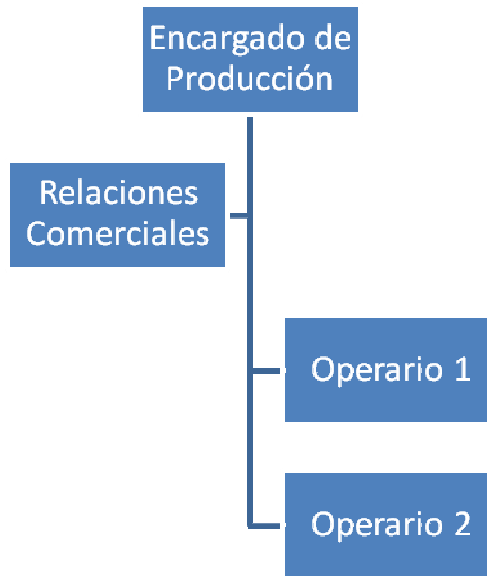 Encargado de
Producción
Relaciones
Comerciales
Operario 1
Operario 2